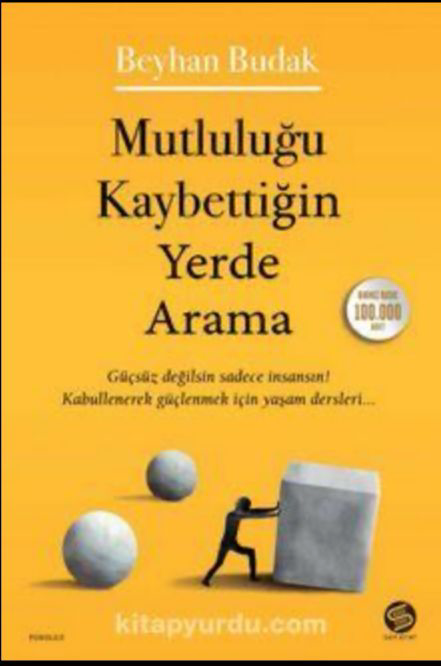 Beyhan Budak
Mutluluğu
Kaybettiğin
Yerde
Arama
100.000
Güçsüz değilsin sadece insansın!
Kabullenerek güçlenmek için yaşam dersleri...
kitapyurdu.com